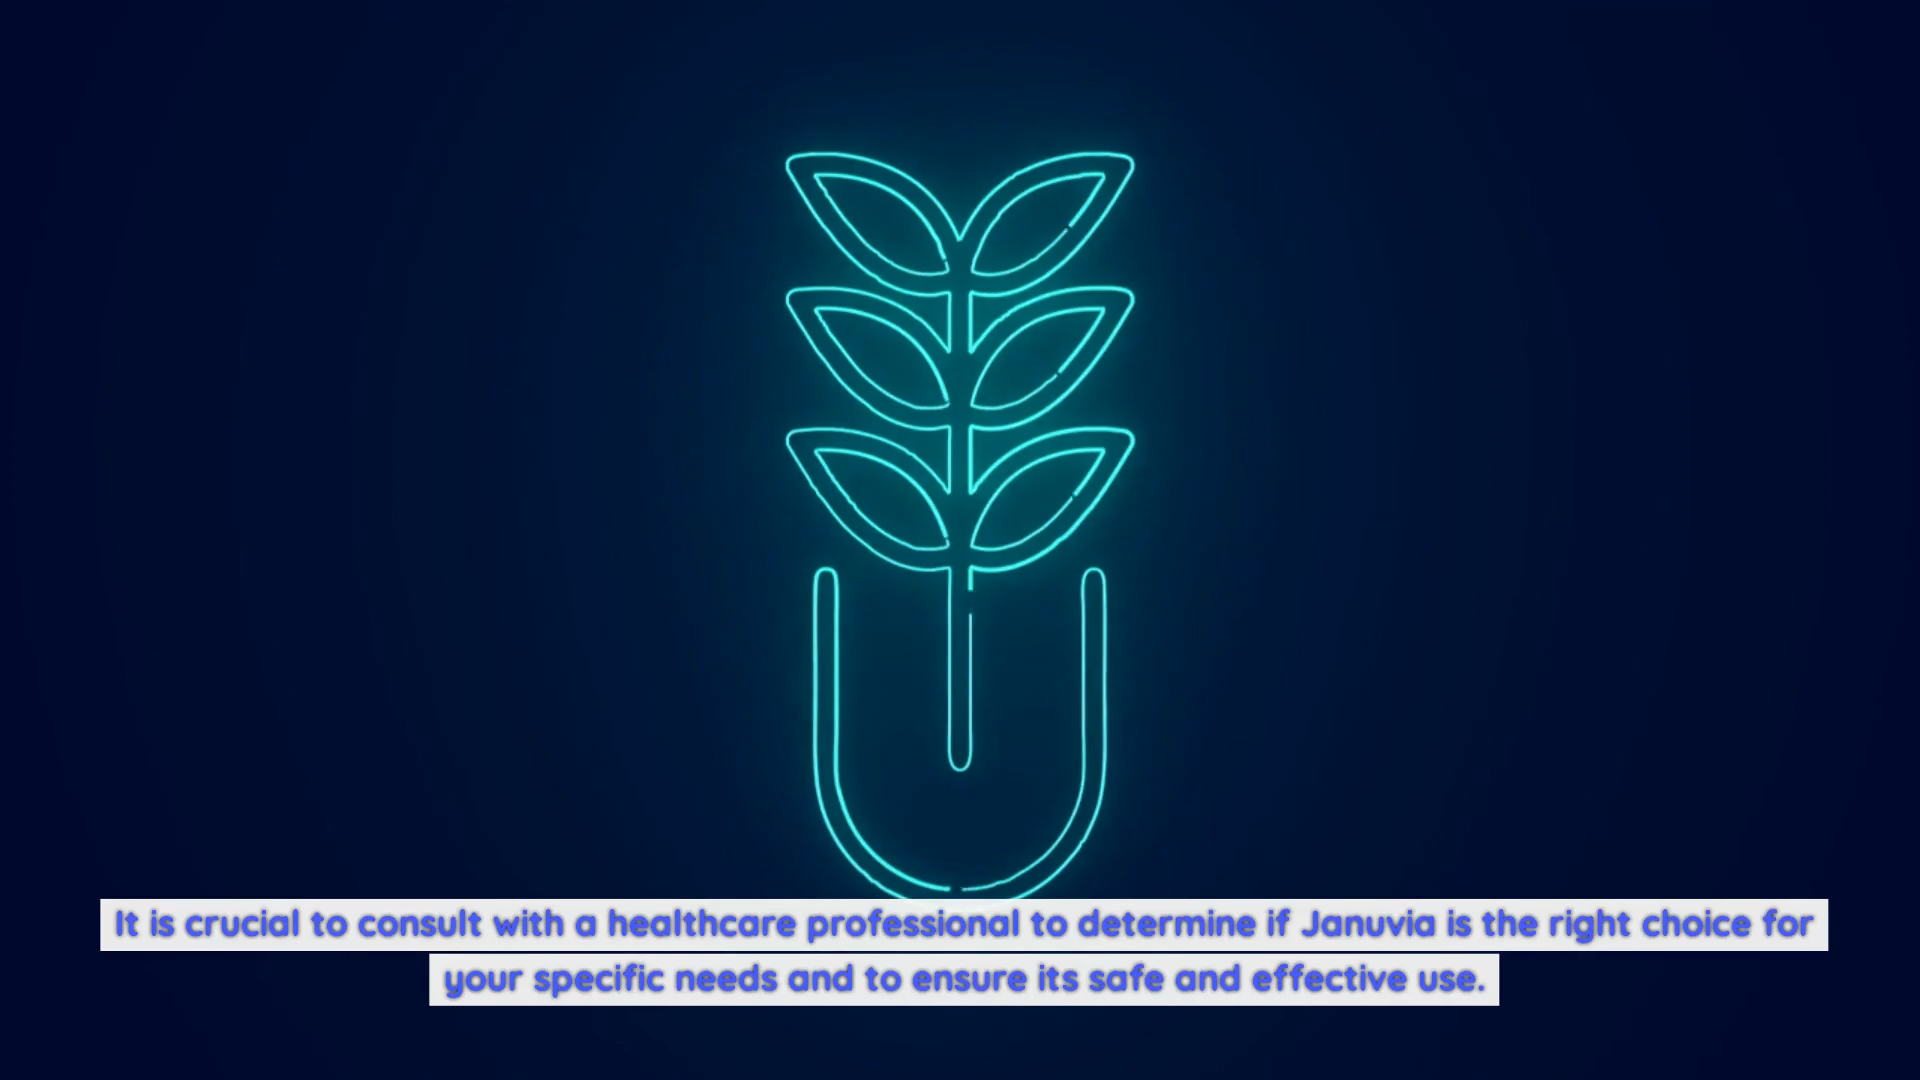 It is crucial to consult with a healthcare professional to determine if Januvia is the right choice for
your specific needs and to ensure its safe and effective use.